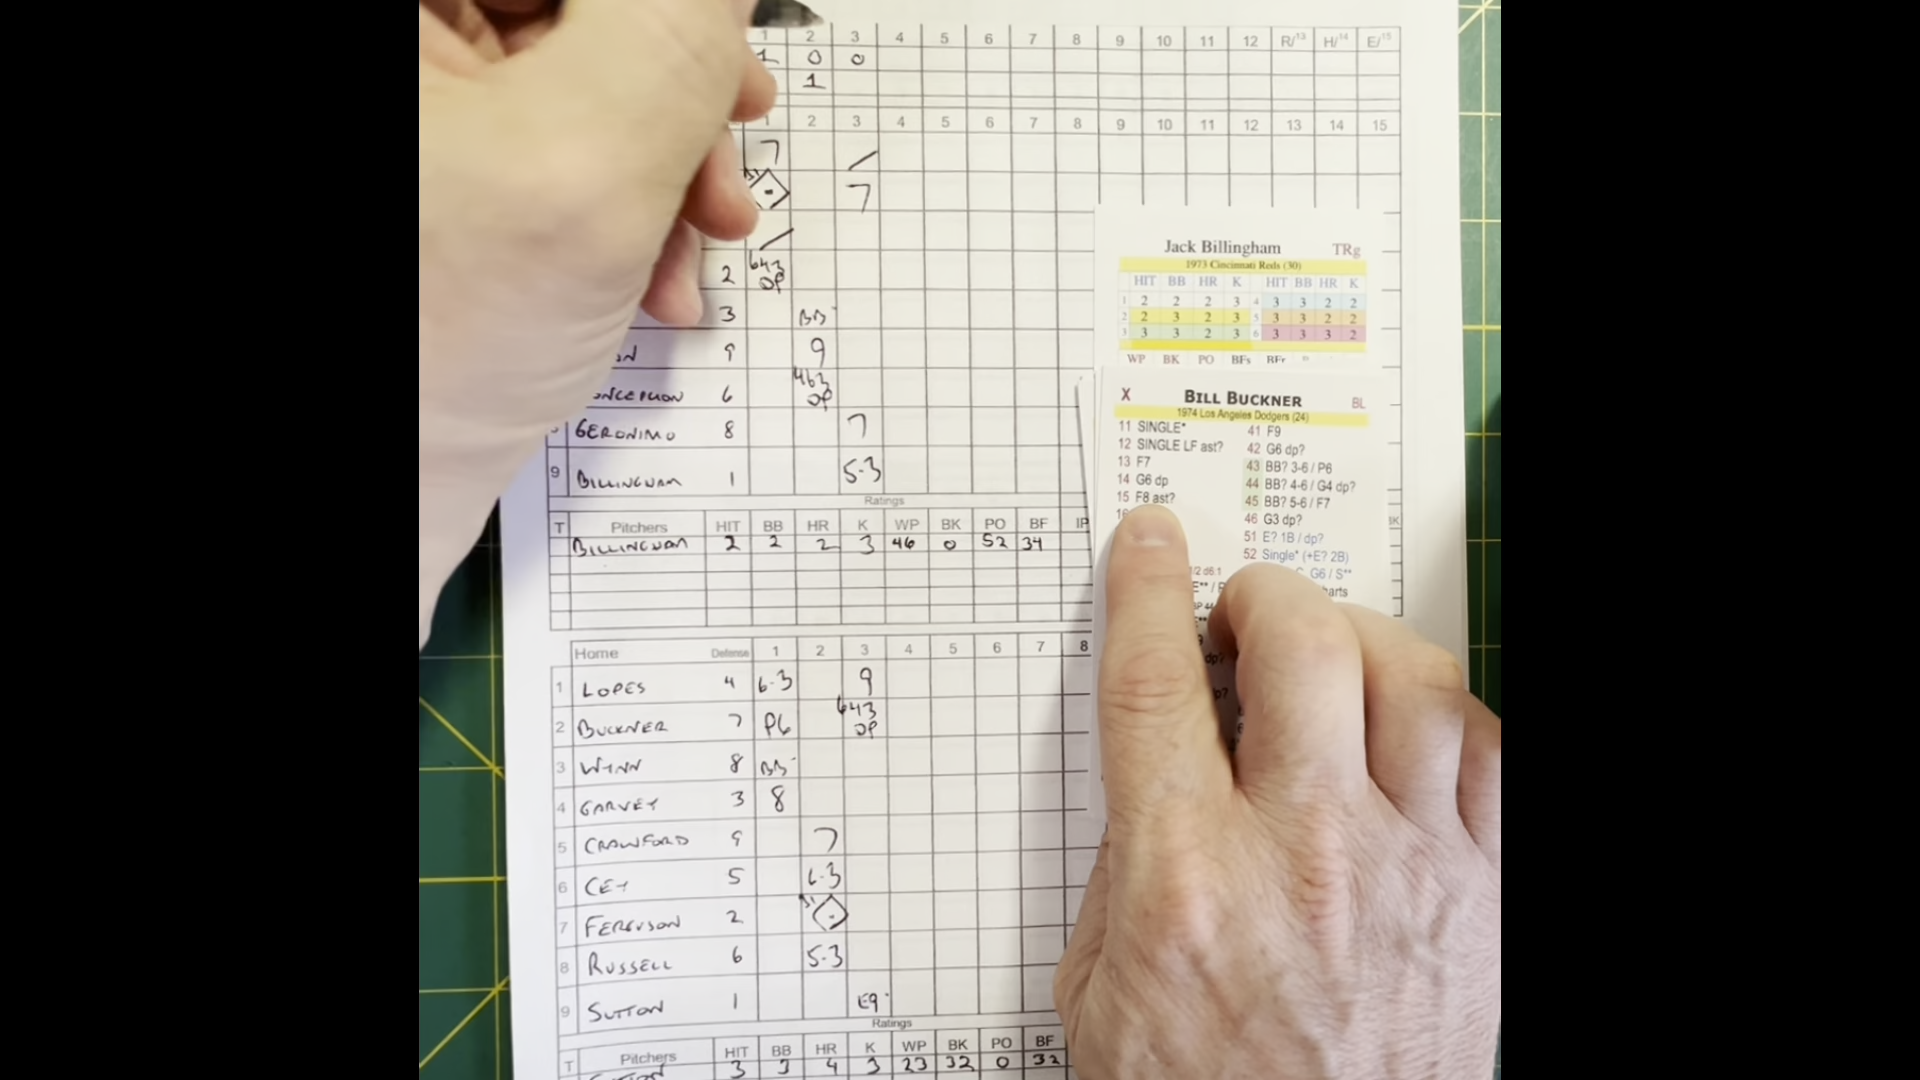 1 2 3 4 5 6 7 8 9 10 11 12 R/13 H/14 E/15
1 0 0
1
1 2 3 4 5 6 7 8 9 10 11 12 13 14 15
7
7
2 643 DP
3 BB
9 9
6 463 DP
GERONIMO 8 7
9 BILLINGHAM 1 5-3
Ratings
T Pitchers HIT BB HR K WP BK PO BF IP
BILLINGHAM 2 2 2 3 46 0 52 34
Home Defense 1 2 3 4 5 6 7 8
1 LOPES 4 6-3 9
2 BUCKNER 7 P6 643 DP
3 WYNN 8 BB
4 GARVEY 3 8
5 CRAWFORD 9 7
6 CEY 5 6-3
7 FERGUSON 2
8 RUSSELL 6 5-3
9 SUTTON 1 E9
Ratings
T Pitchers HIT BB HR K WP BK PO BF
SUTTON 3 3 4 3 23 32 0 32
Jack Billingham TRg
1973 Cincinnati Reds (30)
HIT BB HR K HIT BB HR K
1 2 2 2 3 4 3 3 2 2
2 2 3 2 3 5 3 3 2 2
3 3 3 2 3 6 3 3 3 2
WP BK PO BFs BFr
X BILL BUCKNER BL
1974 Los Angeles Dodgers (24)
11 SINGLE* 41 F9
12 SINGLE LF ast? 42 G6 dp?
13 F7 43 BB? 3-6 / P6
14 G6 dp 44 BB? 4-6 / G4 dp?
15 F8 ast? 45 BB? 5-6 / F7
16 46 G3 dp?
51 E? 1B / dp?
52 Single* (+E? 2B)
G6 / S**